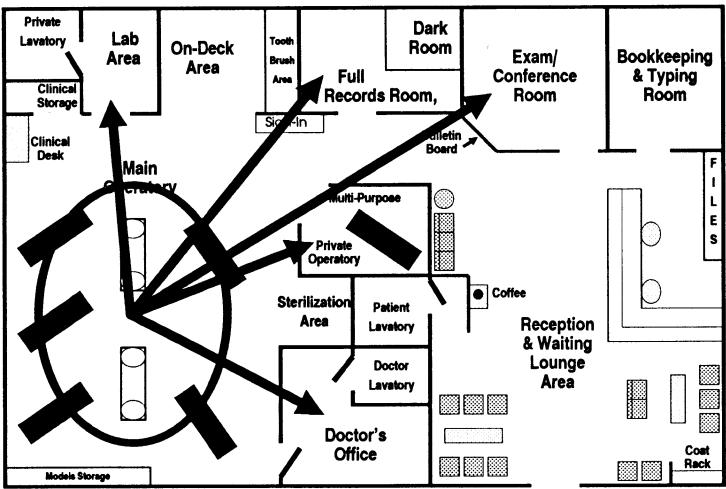 Private
Lavatory
Lab
Area
On-Deck
Area
Tooth
Brush
Area
Dark
Room
Full
Records Room,
Exam/
Conference
Room
Bookkeeping
& Typing
Room
Clinical
Storage
Clinical
Desk
Sign-In
Bulletin
Board
FILES
Main
Operatory
Multi-Purpose
Private
Operatory
Sterilization
Area
Patient
Lavatory
Coffee
Reception
& Waiting
Lounge
Area
Doctor
Lavatory
Doctor's
Office
Coat
Rack
Models Storage